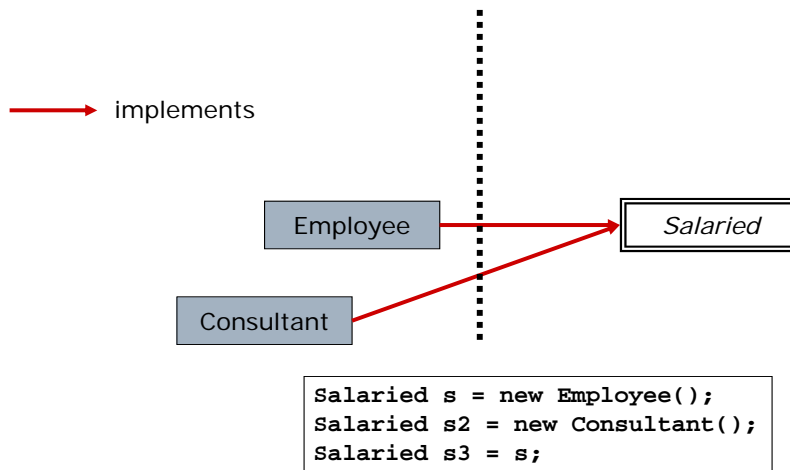 implements
Employee
Salaried
Consultant
Salaried s = new Employee();
Salaried s2 = new Consultant();
Salaried s3 = s;